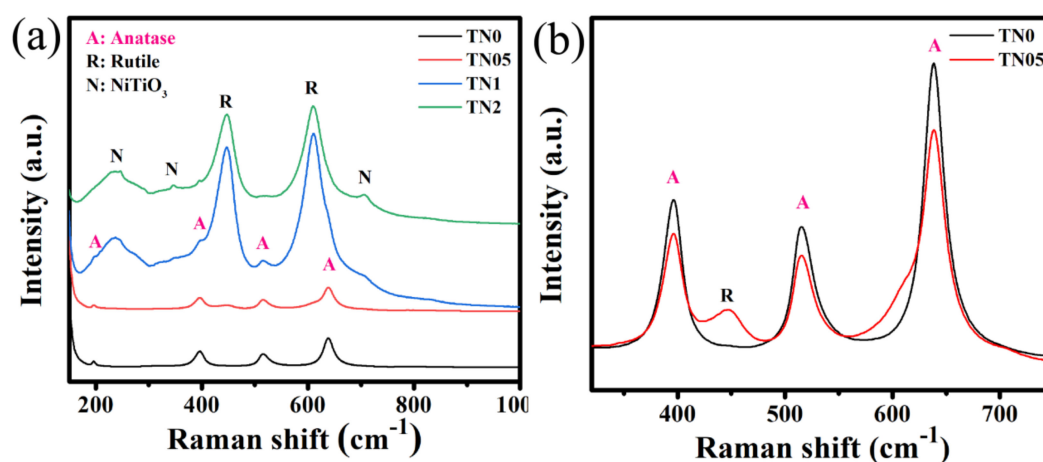 (a)
A: Anatase
R: Rutile
N: NiTiO₃
TN0
TN05
TN1
TN2
R
R
N
N
N
A
A
A
A
Intensity (a.u.)
200
400
600
800
100
Raman shift (cm⁻¹)
(b)
TN0
TN05
A
A
A
R
Intensity (a.u.)
400
500
600
700
Raman shift (cm⁻¹)